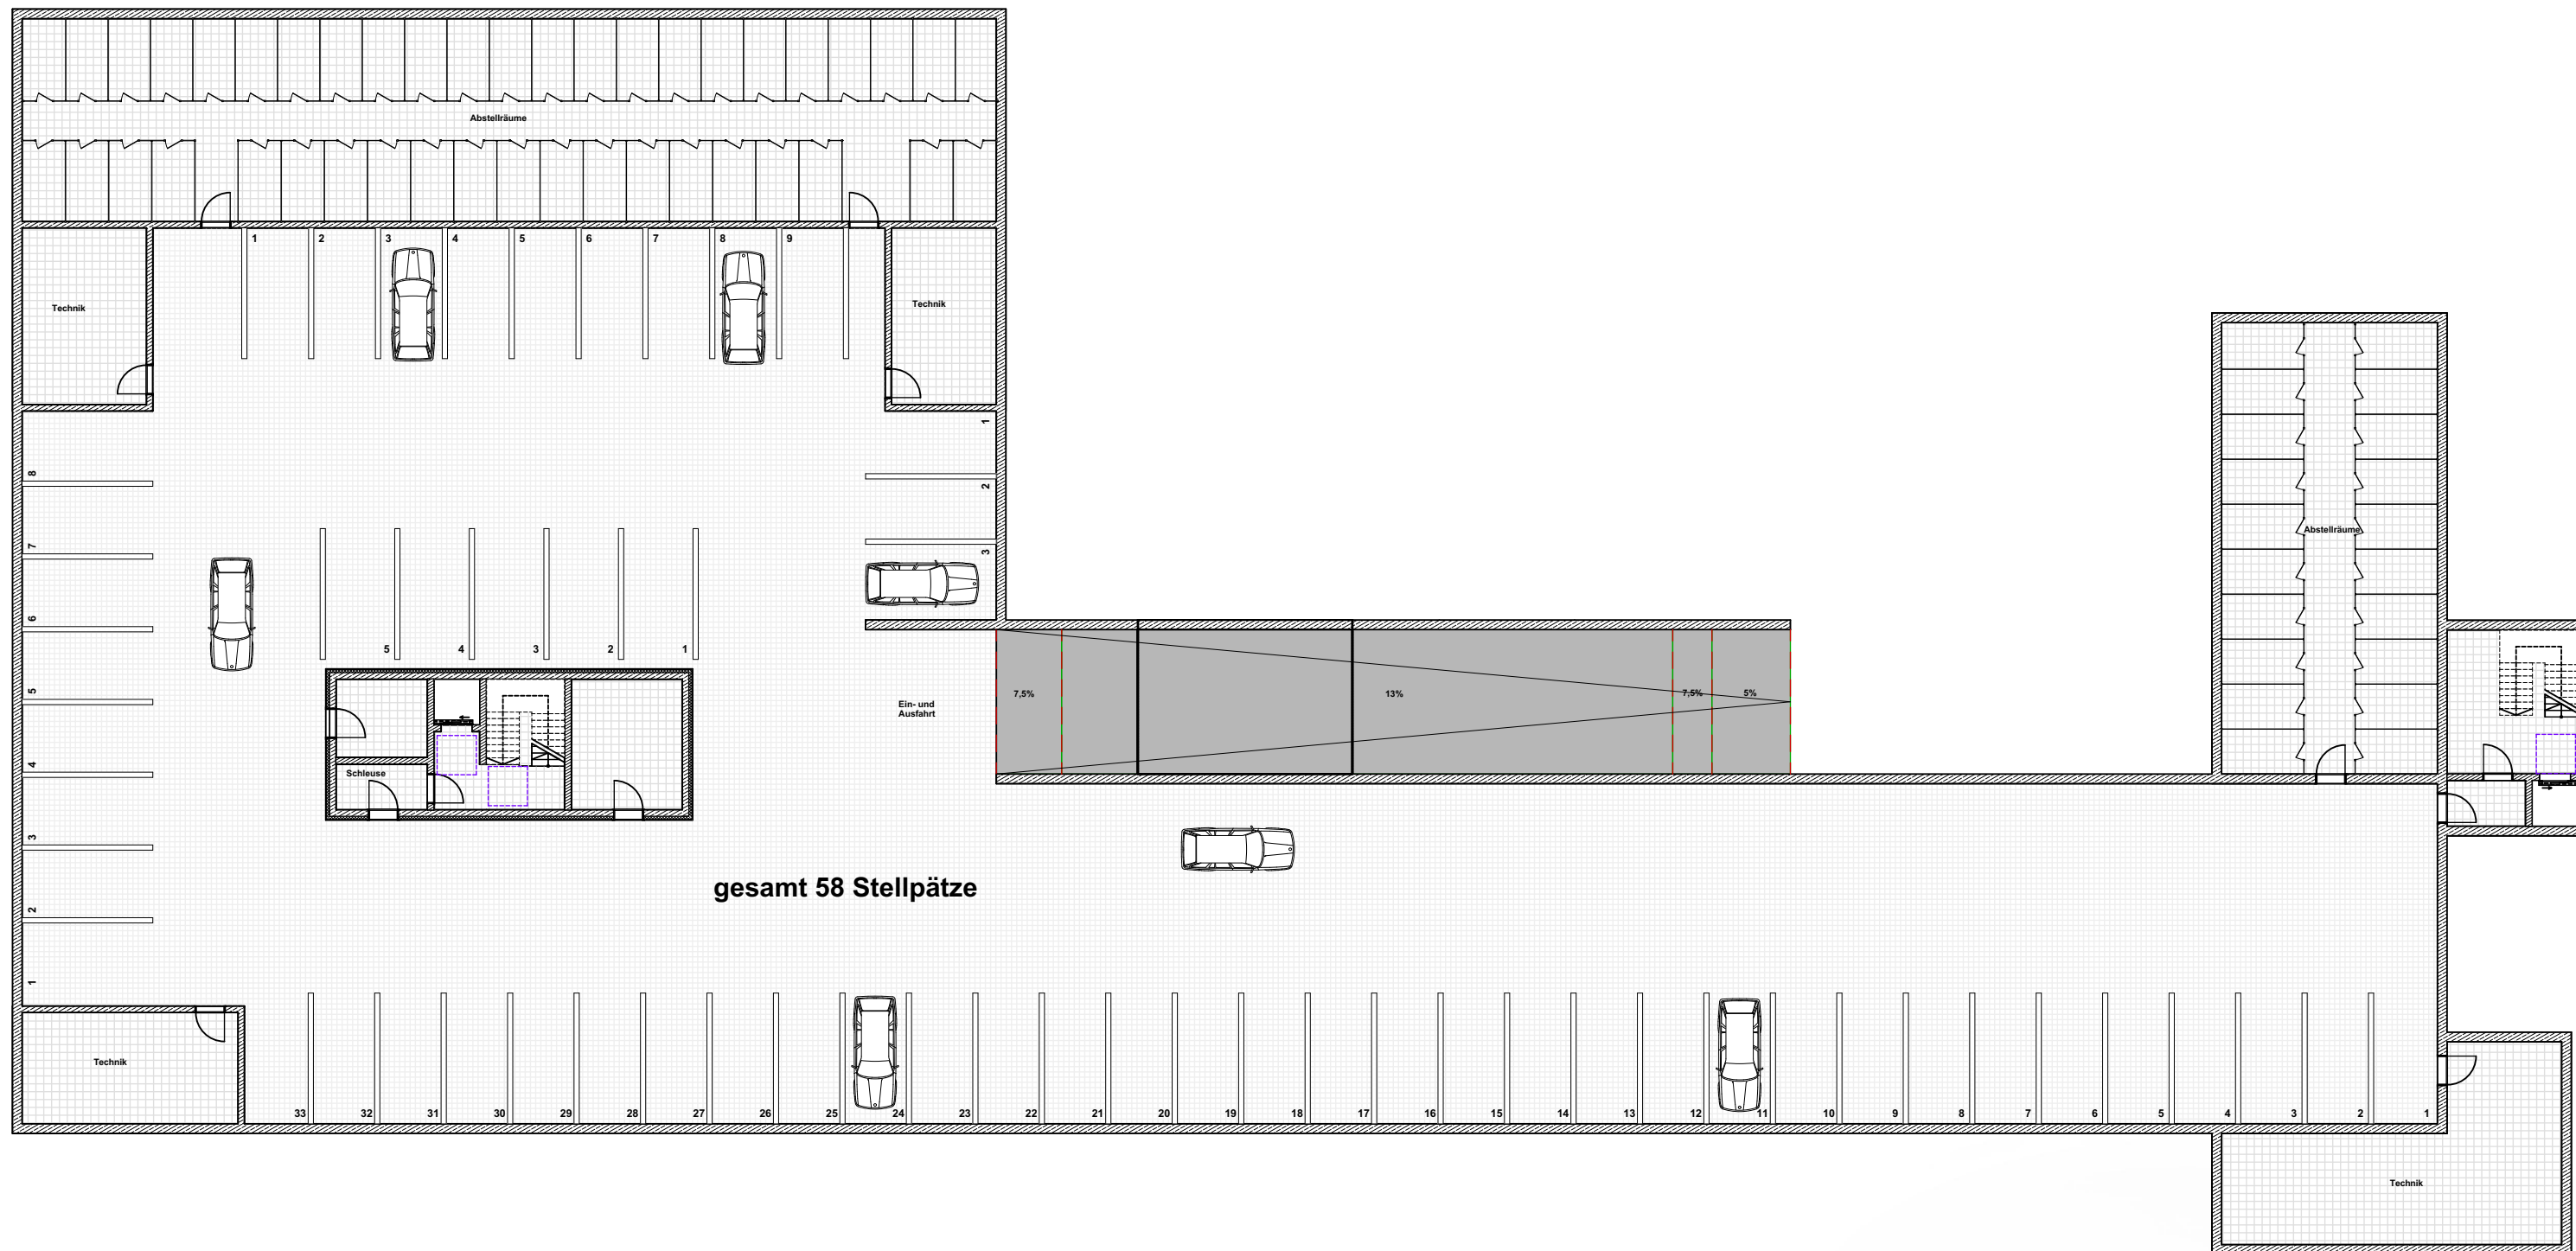 Abstellräume
1 2 3 4 5 6 7 8 9
Technik
Technik
1
2
3
8
7
6
5
4
3
2
1
5 4 3 2 1
Abstellräume
Ein- und
Ausfahrt
7,5%
13%
7,5%
5%
Schleuse
gesamt 58 Stellpätze
Technik
33 32 31 30 29 28 27 26 25 24 23 22 21 20 19 18 17 16 15 14 13 12 11 10 9 8 7 6 5 4 3 2 1
Technik